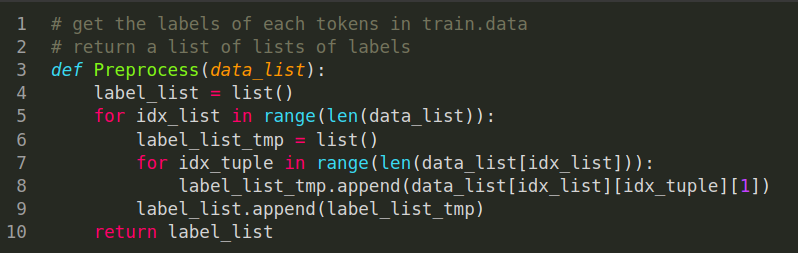 1 # get the labels of each tokens in train.data
2 # return a list of lists of labels
3 def Preprocess(data_list):
4     label_list = list()
5     for idx_list in range(len(data_list)):
6         label_list_tmp = list()
7         for idx_tuple in range(len(data_list[idx_list])):
8             label_list_tmp.append(data_list[idx_list][idx_tuple][1])
9         label_list.append(label_list_tmp)
10     return label_list